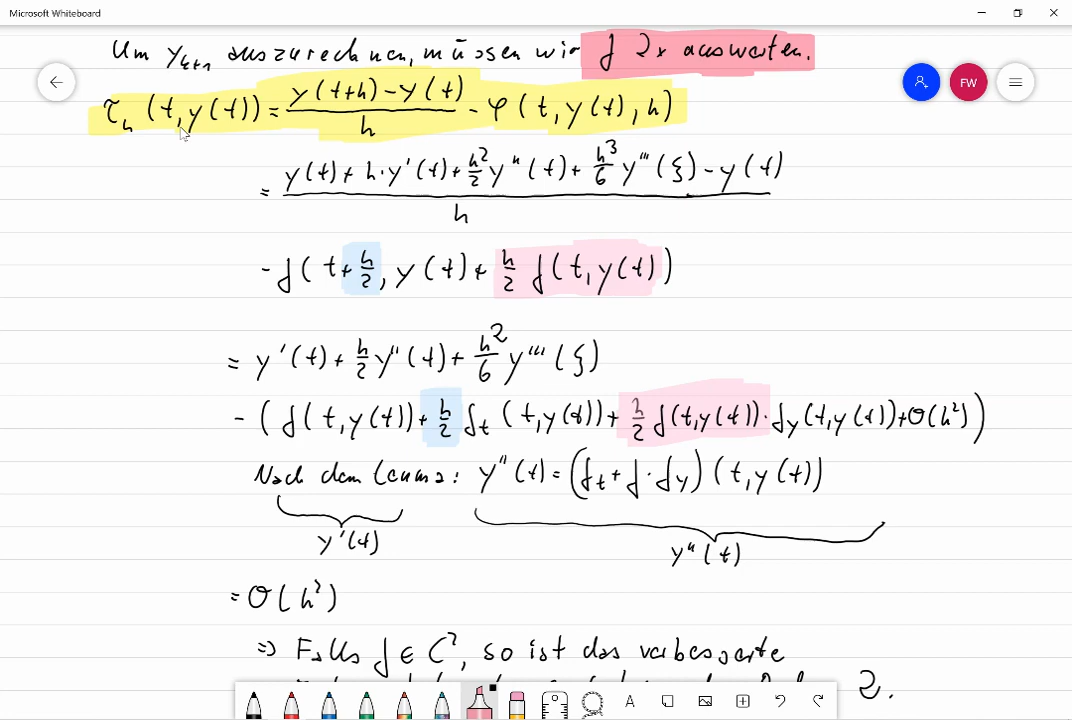 Microsoft Whiteboard
Um y_{k+1} auszurechnen, müssen wir f 2x auswerten.
FW
τ_h (t, y(t)) = (y(t+h) - y(t))/h - φ(t, y(t), h)
= (y(t) + h·y'(t) + h²/2 y''(t) + h³/6 y'''(ξ) - y(t))/h
- f(t + h/2, y(t) + h/2 f(t, y(t))
= y'(t) + h/2 y''(t) + h²/6 y'''(ξ)
- (f(t, y(t)) + h/2 f_t (t, y(t)) + h/2 f(t, y(t)) · f_y (t, y(t)) + O(h²))
Nach dem Lemma: y''(t) = (f_t + f · f_y) (t, y(t))
y'(t) y''(t)
= O(h²)
⇒ Falls f ∈ C², so ist das verbesserte
2.
A